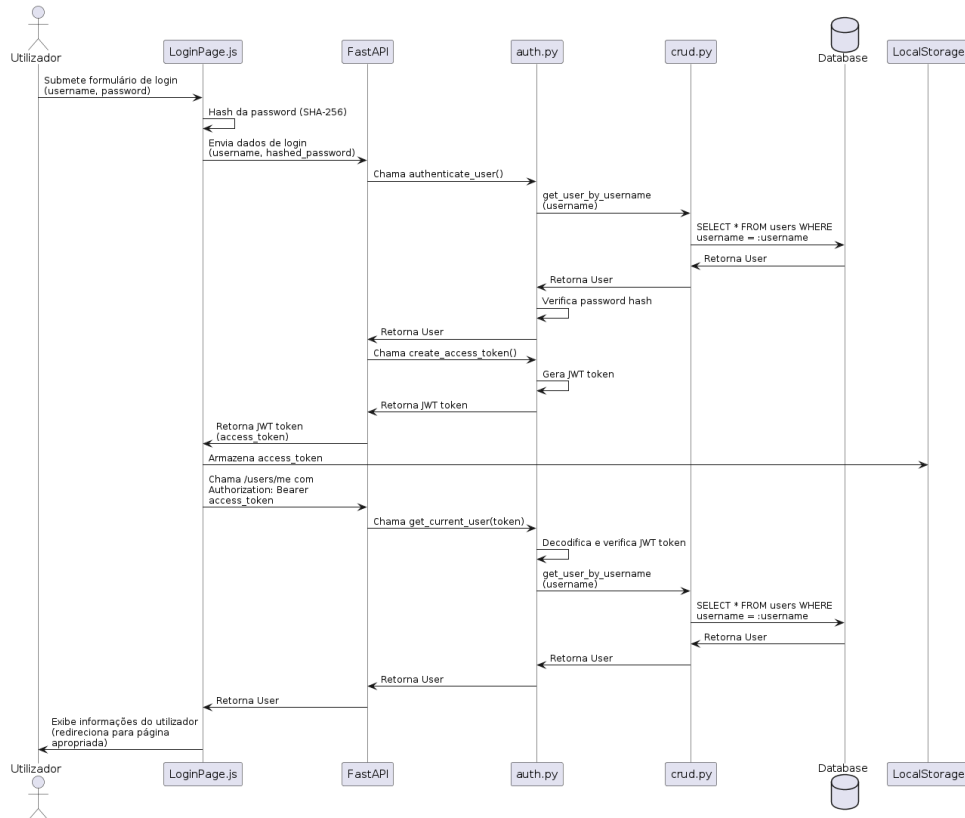 Utilizador
LoginPage.js
FastAPI
auth.py
crud.py
Database
LocalStorage
Submete formulário de login
(username, password)
Hash da password (SHA-256)
Envia dados de login
(username, hashed_password)
Chama authenticate_user()
get_user_by_username
(username)
SELECT * FROM users WHERE
username = :username
Retorna User
Retorna User
Verifica password hash
Retorna User
Chama create_access_token()
Gera JWT token
Retorna JWT token
Retorna JWT token
(access_token)
Armazena access_token
Chama /users/me com
Authorization: Bearer
access_token
Chama get_current_user(token)
Decodifica e verifica JWT token
get_user_by_username
(username)
SELECT * FROM users WHERE
username = :username
Retorna User
Retorna User
Retorna User
Retorna User
Exibe informações do utilizador
(redireciona para página
apropriada)
Utilizador
LoginPage.js
FastAPI
auth.py
crud.py
Database
LocalStorage